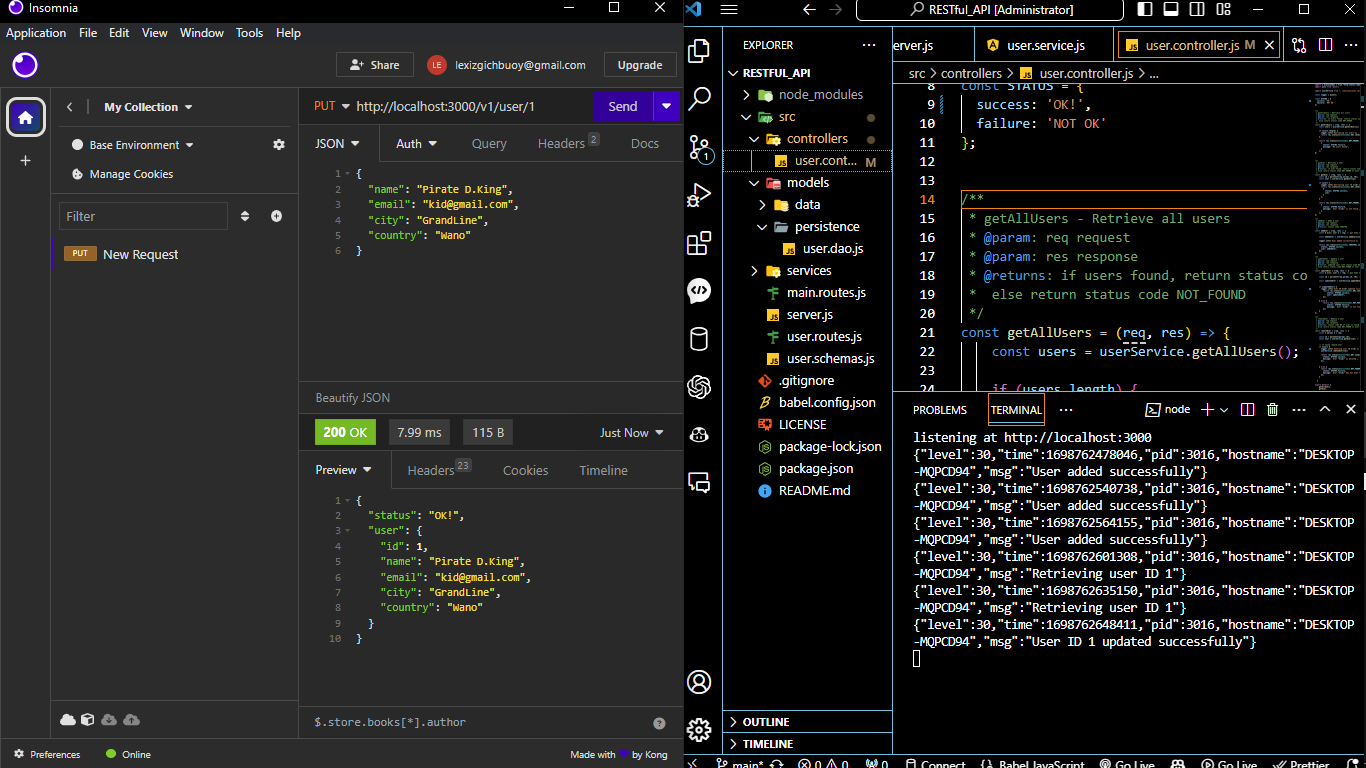 Insomnia
Application File Edit View Window Tools Help
Share
LE lexizgichbuoy@gmail.com
Upgrade
My Collection
Base Environment
Manage Cookies
Filter
PUT New Request
Preferences
Online
PUT http://localhost:3000/v1/user/1 Send
JSON Auth Query Headers 2 Docs
1 {
2 "name": "Pirate D.King",
3 "email": "kid@gmail.com",
4 "city": "GrandLine",
5 "country": "Wano"
6 }
Beautify JSON
200 OK 7.99 ms 115 B Just Now
Preview Headers 23 Cookies Timeline
1 {
2 "status": "OK!",
3 "user": {
4 "id": 1,
5 "name": "Pirate D.King",
6 "email": "kid@gmail.com",
7 "city": "GrandLine",
8 "country": "Wano"
9 }
10 }
$.store.books[*].author
Made with by Kong
RESTful_API [Administrator]
EXPLORER
RESTFUL_API
node_modules
src
controllers
user.cont... M
models
data
persistence
user.dao.js
services
main.routes.js
server.js
user.routes.js
user.schemas.js
.gitignore
babel.config.json
LICENSE
package-lock.json
package.json
README.md
OUTLINE
TIMELINE
erver.js user.service.js user.controller.js M
src > controllers > user.controller.js > ...
8 const STATUS = {
9 success: 'OK!',
10 failure: 'NOT OK'
11 };
12
13
14 /**
15 * getAllUsers - Retrieve all users
16 * @param: req request
17 * @param: res response
18 * @returns: if users found, return status co
19 * else return status code NOT_FOUND
20 */
21 const getAllUsers = (req, res) => {
22 const users = userService.getAllUsers();
23
24 if (users.length) {
PROBLEMS TERMINAL ... node
listening at http://localhost:3000
{"level":30,"time":1698762478046,"pid":3016,"hostname":"DESKTOP
-MQPCD94","msg":"User added successfully"}
{"level":30,"time":1698762540738,"pid":3016,"hostname":"DESKTOP
-MQPCD94","msg":"User added successfully"}
{"level":30,"time":1698762564155,"pid":3016,"hostname":"DESKTOP
-MQPCD94","msg":"User added successfully"}
{"level":30,"time":1698762601308,"pid":3016,"hostname":"DESKTOP
-MQPCD94","msg":"Retrieving user ID 1"}
{"level":30,"time":1698762635150,"pid":3016,"hostname":"DESKTOP
-MQPCD94","msg":"Retrieving user ID 1"}
{"level":30,"time":1698762648411,"pid":3016,"hostname":"DESKTOP
-MQPCD94","msg":"User ID 1 updated successfully"}
main* 0 0 0 Connect Babel JavaScript Go Live Go Live Prettier